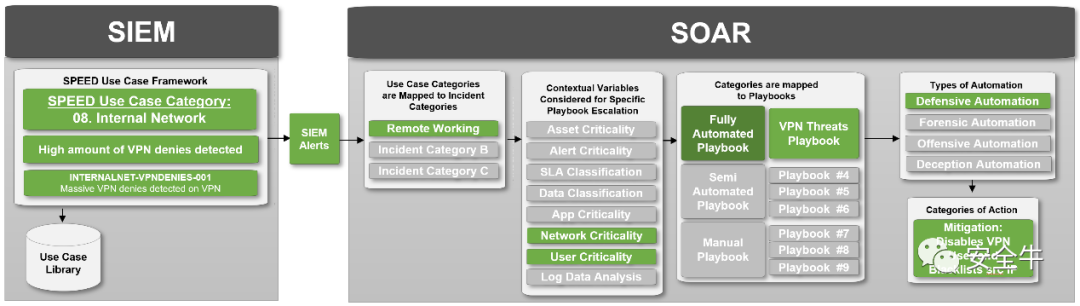 SIEM
SPEED Use Case Framework
SPEED Use Case Category:
08. Internal Network
High amount of VPN denies detected
INTERNALNET-VPNDENIES-001
Massive VPN denies detected on VPN
Use Case
Library
SIEM
Alerts
SOAR
Use Case Categories
are Mapped to Incident
Categories
Remote Working
Incident Category B
Incident Category C
Contextual Variables
Considered for Specific
Playbook Escalation
Asset Criticality
Alert Criticality
SLA Classification
Data Classification
App Criticality
Network Criticality
User Criticality
Log Data Analysis
Categories are mapped
to Playbooks
Fully
Automated
Playbook
VPN Threats
Playbook
Semi
Automated
Playbook
Playbook #4
Playbook #5
Playbook #6
Manual
Playbook
Playbook #7
Playbook #8
Playbook #9
Types of Automation
Defensive Automation
Forensic Automation
Offensive Automation
Deception Automation
Categories of Action
Mitigation:
Disables VPN
src IP
安全牛